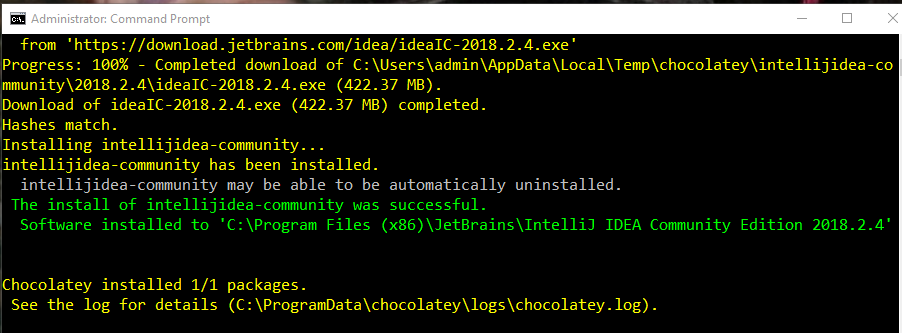 Administrator: Command Prompt
from 'https://download.jetbrains.com/idea/ideaIC-2018.2.4.exe'
Progress: 100% - Completed download of C:\Users\admin\AppData\Local\Temp\chocolatey\intellijidea-co
mmunity\2018.2.4\ideaIC-2018.2.4.exe (422.37 MB).
Download of ideaIC-2018.2.4.exe (422.37 MB) completed.
Hashes match.
Installing intellijidea-community...
intellijidea-community has been installed.
intellijidea-community may be able to be automatically uninstalled.
The install of intellijidea-community was successful.
Software installed to 'C:\Program Files (x86)\JetBrains\IntelliJ IDEA Community Edition 2018.2.4'
Chocolatey installed 1/1 packages.
See the log for details (C:\ProgramData\chocolatey\logs\chocolatey.log).